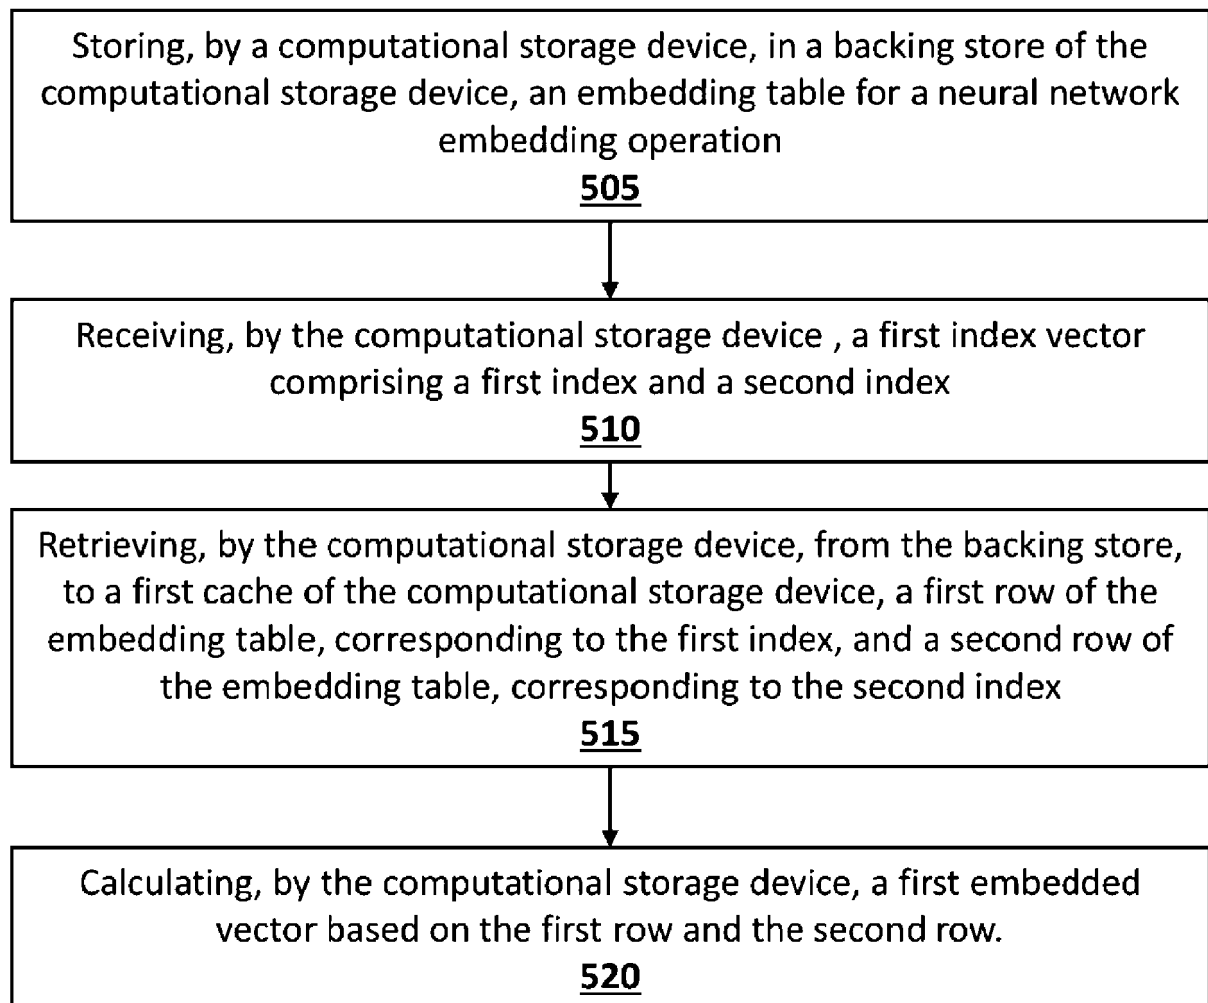 Storing, by a computational storage device, in a backing store of the
computational storage device, an embedding table for a neural network
embedding operation
505
Receiving, by the computational storage device , a first index vector
comprising a first index and a second index
510
Retrieving, by the computational storage device, from the backing store,
to a first cache of the computational storage device, a first row of the
embedding table, corresponding to the first index, and a second row of
the embedding table, corresponding to the second index
515
Calculating, by the computational storage device, a first embedded
vector based on the first row and the second row.
520